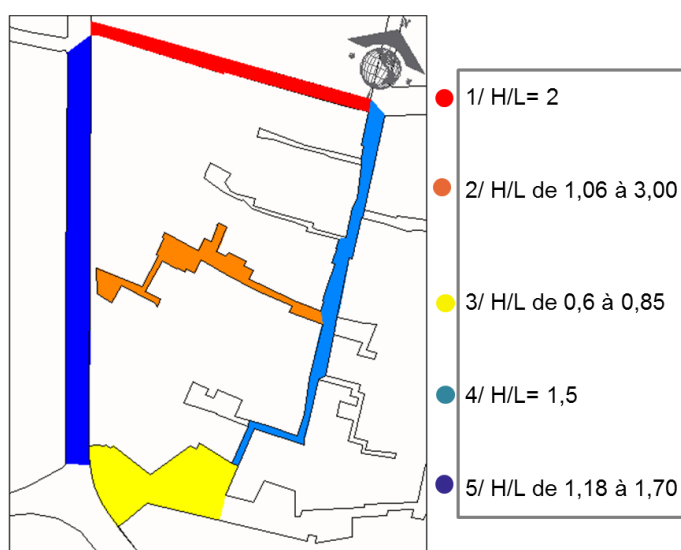 1/ H/L= 2
2/ H/L de 1,06 à 3,00
3/ H/L de 0,6 à 0,85
4/ H/L= 1,5
5/ H/L de 1,18 à 1,70